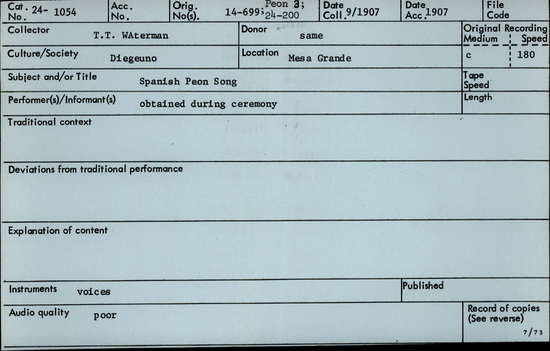 Cat. 24- 1054 No.
Acc. No.
Orig. No(s). 14-699; Peon 3; 24-200
Date Coll. 9/1907
Date Acc. 1907
File Code
Collector T.T. WAterman
Donor same
Original Recording Medium Speed
c 180
Culture/Society Diegeuno
Location Mesa Grande
Subject and/or Title Spanish Peon Song
Tape Speed
Performer(s)/Informant(s) obtained during ceremony
Length
Traditional context
Deviations from traditional performance
Explanation of content
Instruments voices
Published
Audio quality poor
Record of copies
(See reverse)
7/73